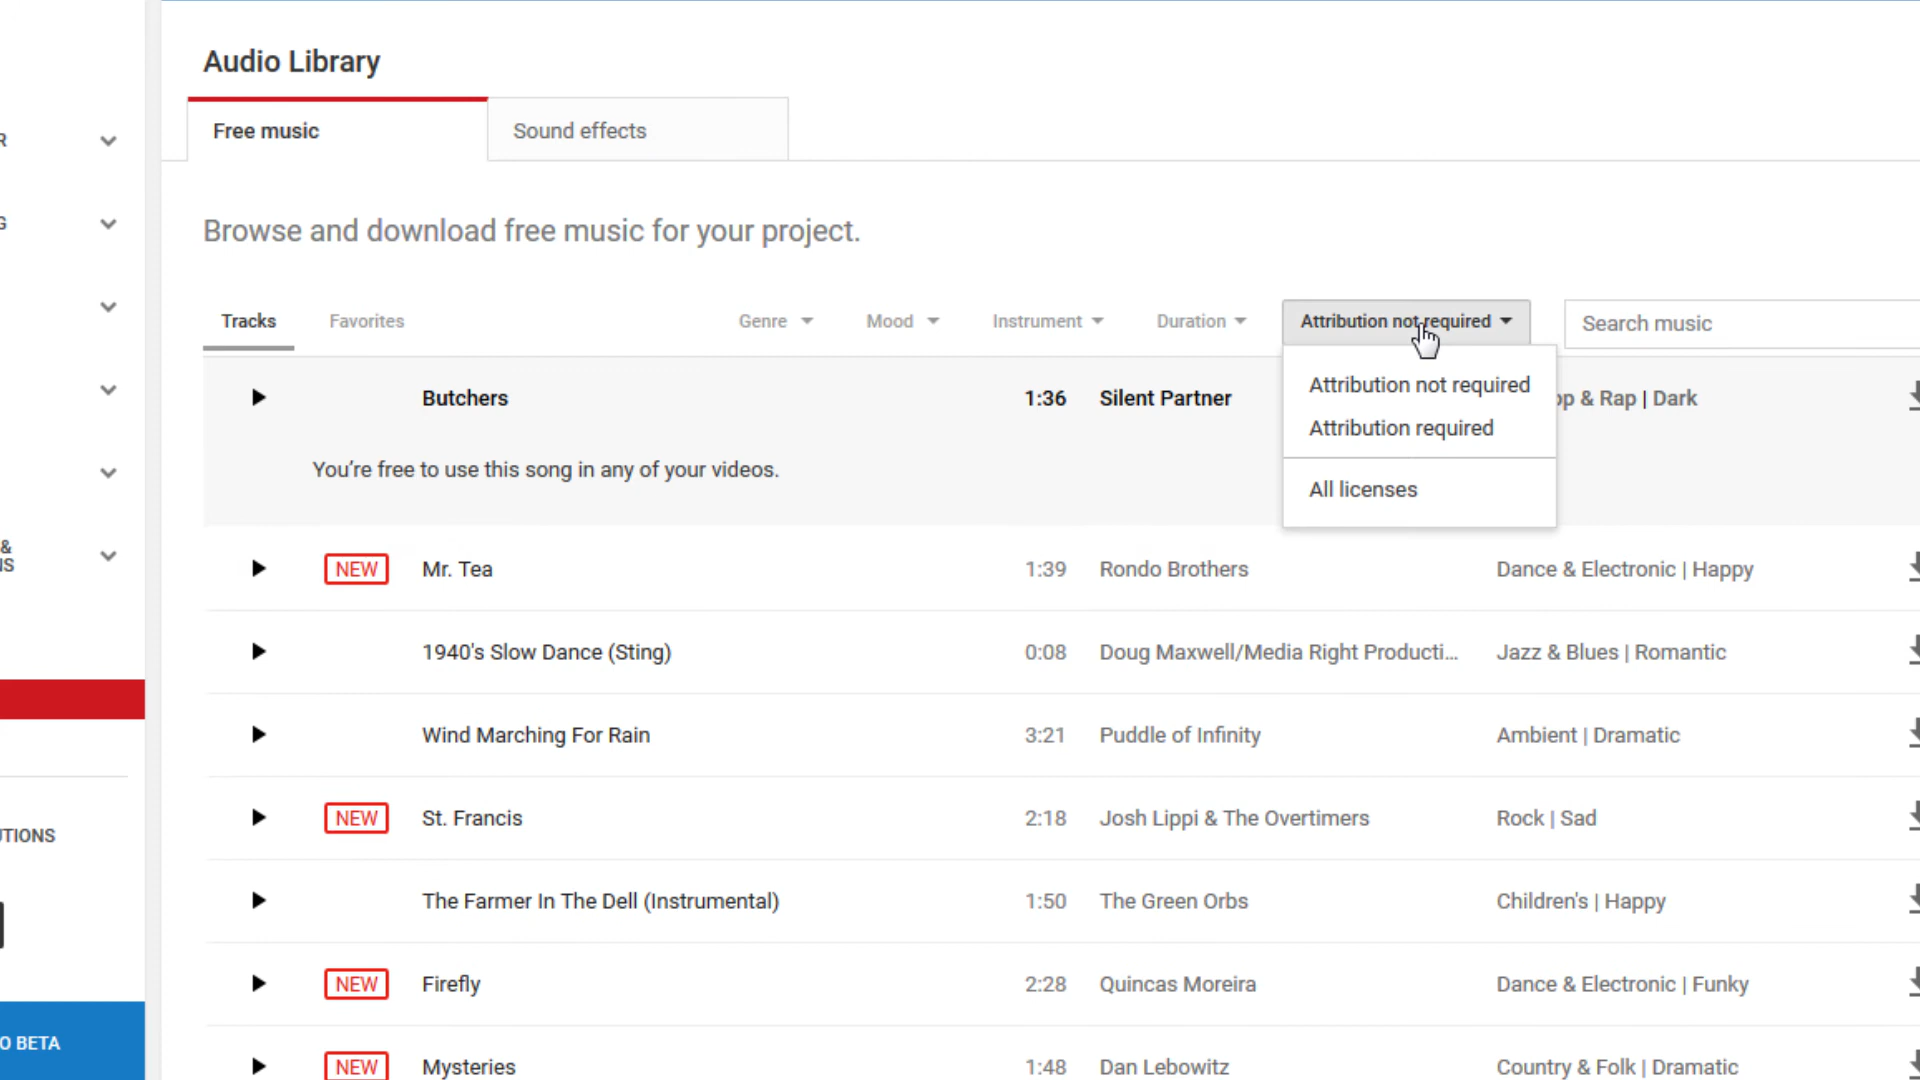 Audio Library
Free music Sound effects
Browse and download free music for your project.
Tracks Favorites Genre Mood Instrument Duration Attribution not required Search music
Attribution not required
Attribution required
All licenses
Butchers 1:36 Silent Partner op & Rap | Dark
You're free to use this song in any of your videos.
NEW Mr. Tea 1:39 Rondo Brothers Dance & Electronic | Happy
1940's Slow Dance (Sting) 0:08 Doug Maxwell/Media Right Producti... Jazz & Blues | Romantic
Wind Marching For Rain 3:21 Puddle of Infinity Ambient | Dramatic
NEW St. Francis 2:18 Josh Lippi & The Overtimers Rock | Sad
The Farmer In The Dell (Instrumental) 1:50 The Green Orbs Children's | Happy
NEW Firefly 2:28 Quincas Moreira Dance & Electronic | Funky
NEW Mysteries 1:48 Dan Lebowitz Country & Folk | Dramatic
R
G
&
NS
UTIONS
O BETA